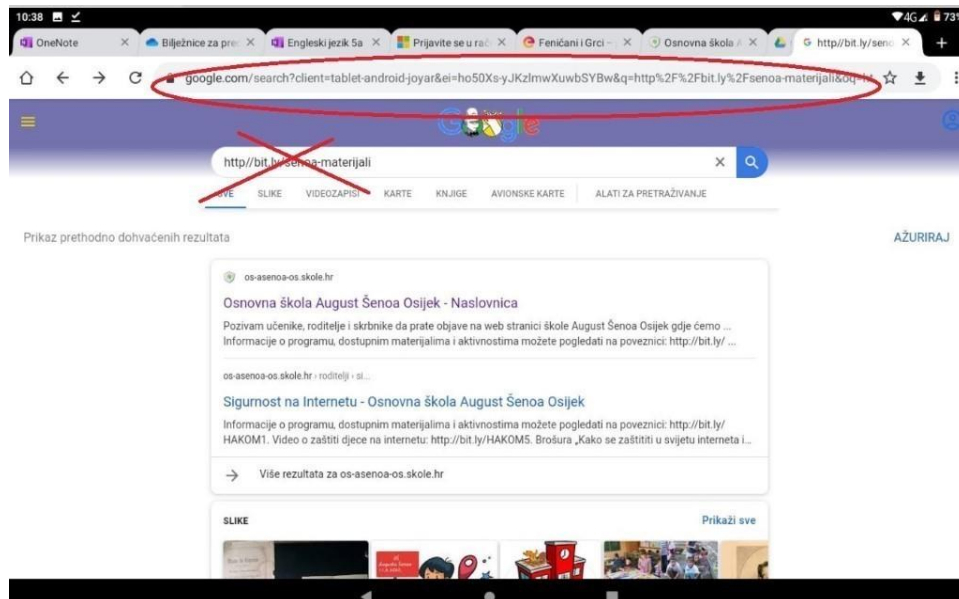 10:38 4G 73%
OneNote Bilježnice za pre Engleski jezik 5a Prijavite se u rač Feničani i Grci - Osnovna škola A http//bit.ly/seno
google.com/search?client=tablet-android-joyar&ei=ho50Xs-yJKzlmwXuwbSYBw&q=http%2F%2Fbit.ly%2Fsenoa-materijali&oq=h
Google
http//bit.ly/senoa-materijali
SVE SLIKE VIDEOZAPISI KARTE KNJIGE AVIONSKE KARTE ALATI ZA PRETRAŽIVANJE
Prikaz prethodno dohvaćenih rezultata AŽURIRAJ
os-asenoa-os.skole.hr
Osnovna škola August Šenoa Osijek - Naslovnica
Pozivam učenike, roditelje i skrbnike da prate objave na web stranici škole August Šenoa Osijek gdje ćemo ...
Informacije o programu, dostupnim materijalima i aktivnostima možete pogledati na poveznici: http://bit.ly/ ...
os-asenoa-os.skole.hr › roditelji › si...
Sigurnost na Internetu - Osnovna škola August Šenoa Osijek
Informacije o programu, dostupnim materijalima i aktivnostima možete pogledati na poveznici: http://bit.ly/
HAKOM1. Video o zaštiti djece na internetu: http://bit.ly/HAKOM5. Brošura „Kako se zaštititi u svijetu interneta i...
Više rezultata za os-asenoa-os.skole.hr
SLIKE Prikaži sve